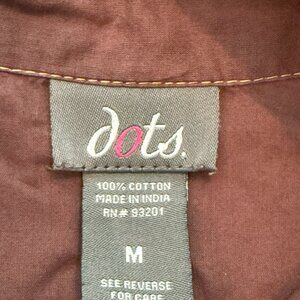 dots.
100% COTTON
MADE IN INDIA
RN# 93201
M
SEE REVERSE
FOR CARE